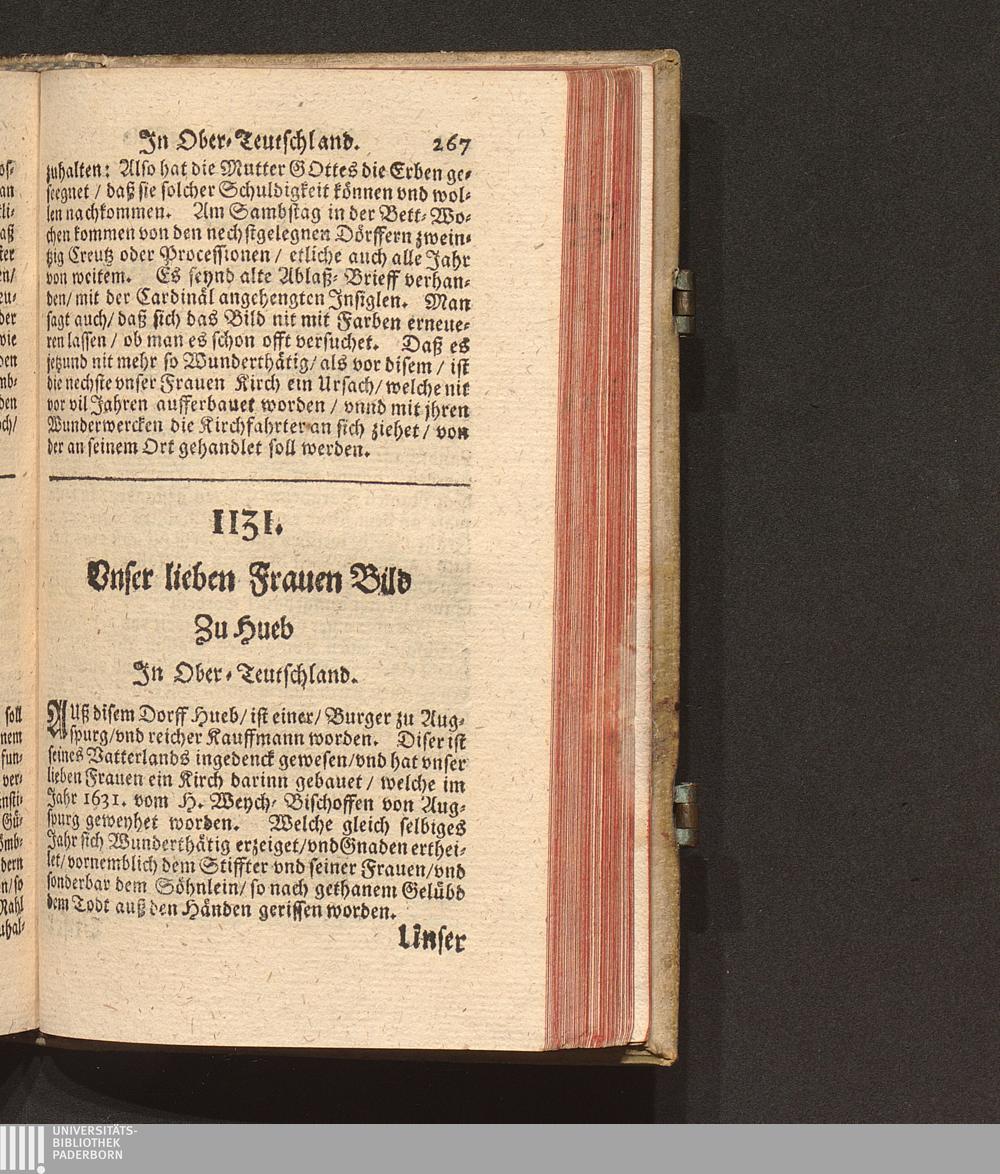 In Ober-Teutschland. 267
zuhalten: Also hat die Mutter GOttes die Erben ge-
seegnet / daß sie solcher Schuldigkeit können vnd wol-
len nachkommen. Am Sambstag in der Bett-Wo-
chen kommen von den nechstgelegnen Dörffern zwein-
tzig Creutz oder Processionen / etliche auch alle Jahr
von weitem. Es seynd alte Ablaß-Brieff verhan-
den/ mit der Cardinäl angehengten Insiglen. Man
sagt auch/ daß sich das Bild nit mit Farben erneue-
ren lassen / ob man es schon offt versuchet. Daß es
jetzund nit mehr so Wunderthätig/ als vor disem / ist
die nechste vnser Frauen Kirch ein Ursach/ welche nit
vor vil Jahren aufferbauet worden / vnnd mit jhren
Wunderwercken die Kirchfahrter an sich ziehet / von
der an seinem Ort gehandlet soll werden.
1131.
Vnser lieben Frauen Bild
Zu Hueb
In Ober-Teutschland.
AUß disem Dorff Hueb/ ist einer/ Burger zu Aug-
spurg/vnd reicher Kauffmann worden. Diser ist
seines Vatterlands ingedenck gewesen/vnd hat vnser
lieben Frauen ein Kirch darinn gebauet / welche im
Jahr 1631. vom H. Weych-Bischoffen von Aug-
spurg geweyhet worden. Welche gleich selbiges
Jahr sich Wunderthätig erzeiget/vnd Gnaden erthei-
let/ vornemblich dem Stiffter vnd seiner Frauen/vnd
sonderbar dem Söhnlein/ so nach gethanem Gelübd
dem Todt auß den Händen gerissen worden.
Unser
UNIVERSITÄTS-
BIBLIOTHEK
PADERBORN